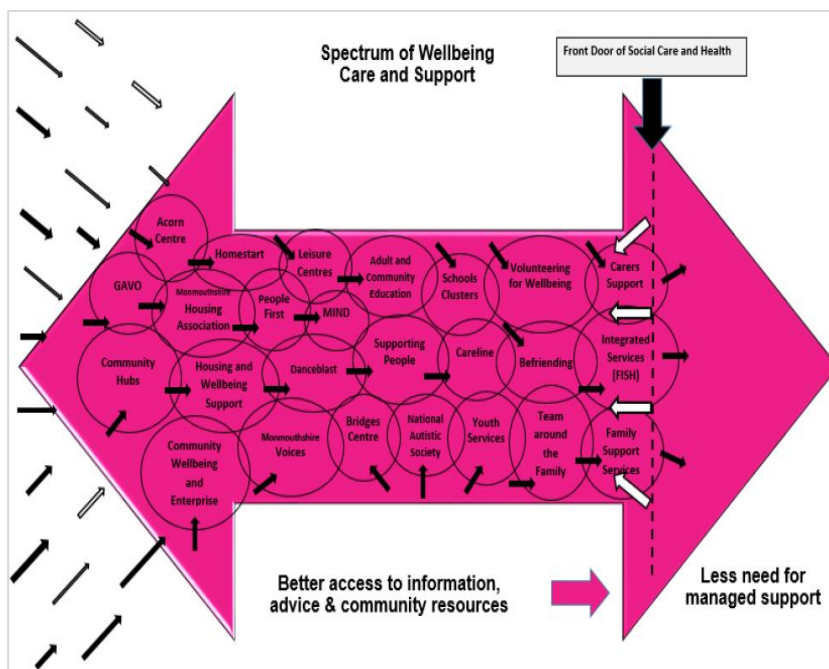 Spectrum of Wellbeing
Care and Support
Front Door of Social Care and Health
Acorn
Centre
Homestart
Leisure
Centres
Adult and
Community
Education
Schools
Clusters
Volunteering
for Wellbeing
Carers
Support
GAVO
Monmouthshire
Housing
Association
People
First
MIND
Community
Hubs
Housing and
Wellbeing
Support
Danceblast
Supporting
People
Careline
Befriending
Integrated
Services
(FISH)
Community
Wellbeing
and
Enterprise
Monmouthshire
Voices
Bridges
Centre
National
Autistic
Society
Youth
Services
Team
around
the
Family
Family
Support
Services
Better access to information,
advice & community resources
Less need for
managed support